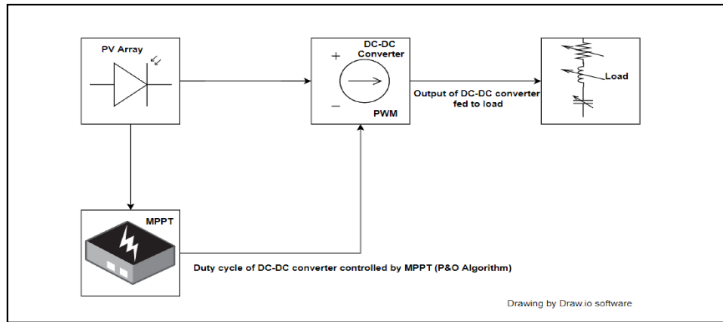 PV Array
DC-DC
Converter
+
−
PWM
Load
Output of DC-DC converter
fed to load
MPPT
Duty cycle of DC-DC converter controlled by MPPT (P&O Algorithm)
Drawing by Draw.io software